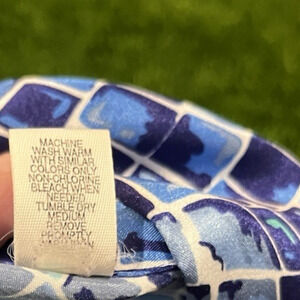 MACHINE
WASH WARM
WITH SIMILAR
COLORS ONLY
NON-CHLORINE
BLEACH WHEN
NEEDED
TUMBLE DRY
MEDIUM
REMOVE
PROMPTLY